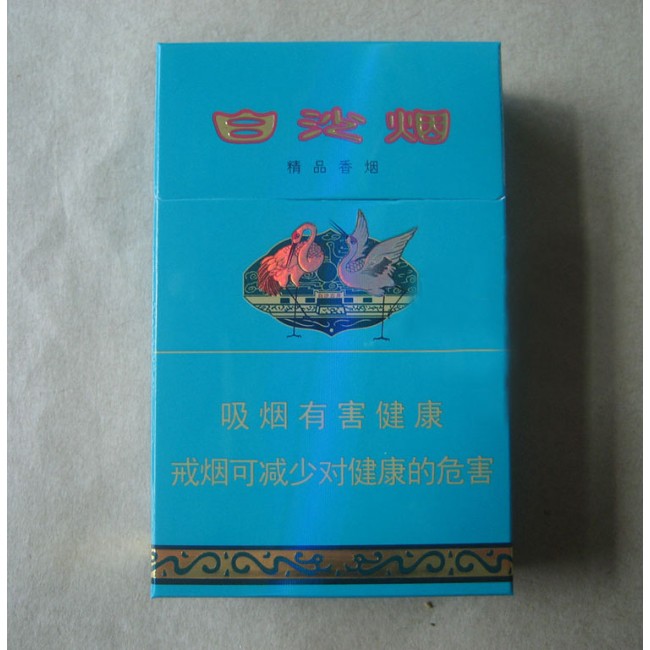 白沙烟
精品香烟
吸烟有害健康
戒烟可减少对健康的危害